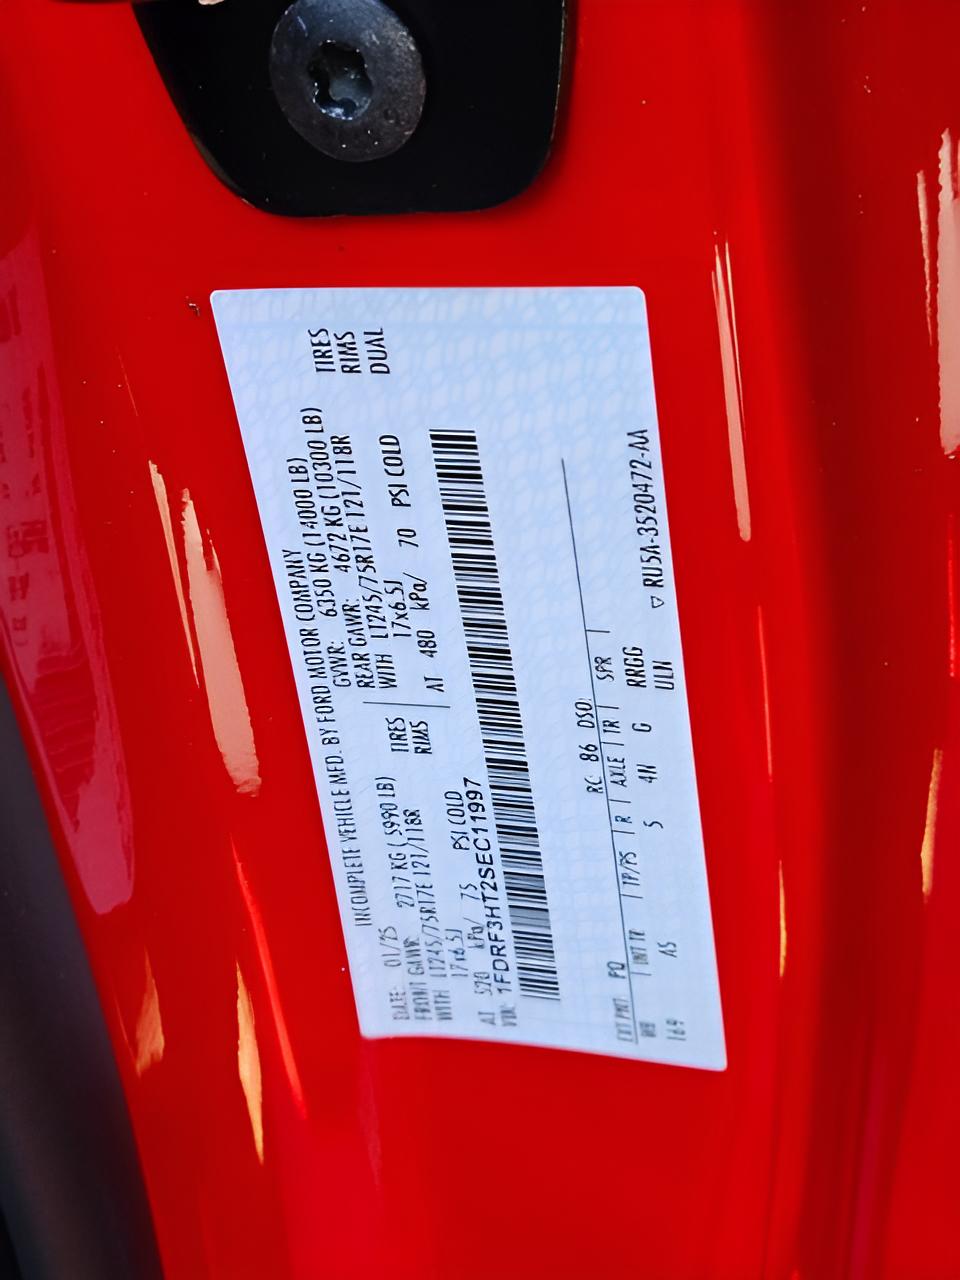 INCOMPLETE VEHICLE MFD. BY FORD MOTOR COMPANY
DATE: 01/25 GVWR: 6350 KG (14000 LB)
FRONT GAWR: 2717 KG (5990 LB) REAR GAWR: 4672 KG (10300 LB)
WITH LT245/75R17E 121/118R TIRES WITH LT245/75R17E 121/118R TIRES
17x6.5J RIMS 17x6.5J RIMS
AT 520 kPa/ 75 PSI COLD AT 480 kPa/ 70 PSI COLD DUAL
VIN: 1FDRF3HT2SEC11997
EXT PNT: PQ RC: 86 DSO:
WB INT TR TP/PS R AXLE TR SPR
169 AS 5 4N G RRGG
ULN
▽ RU5A-3520472-AA